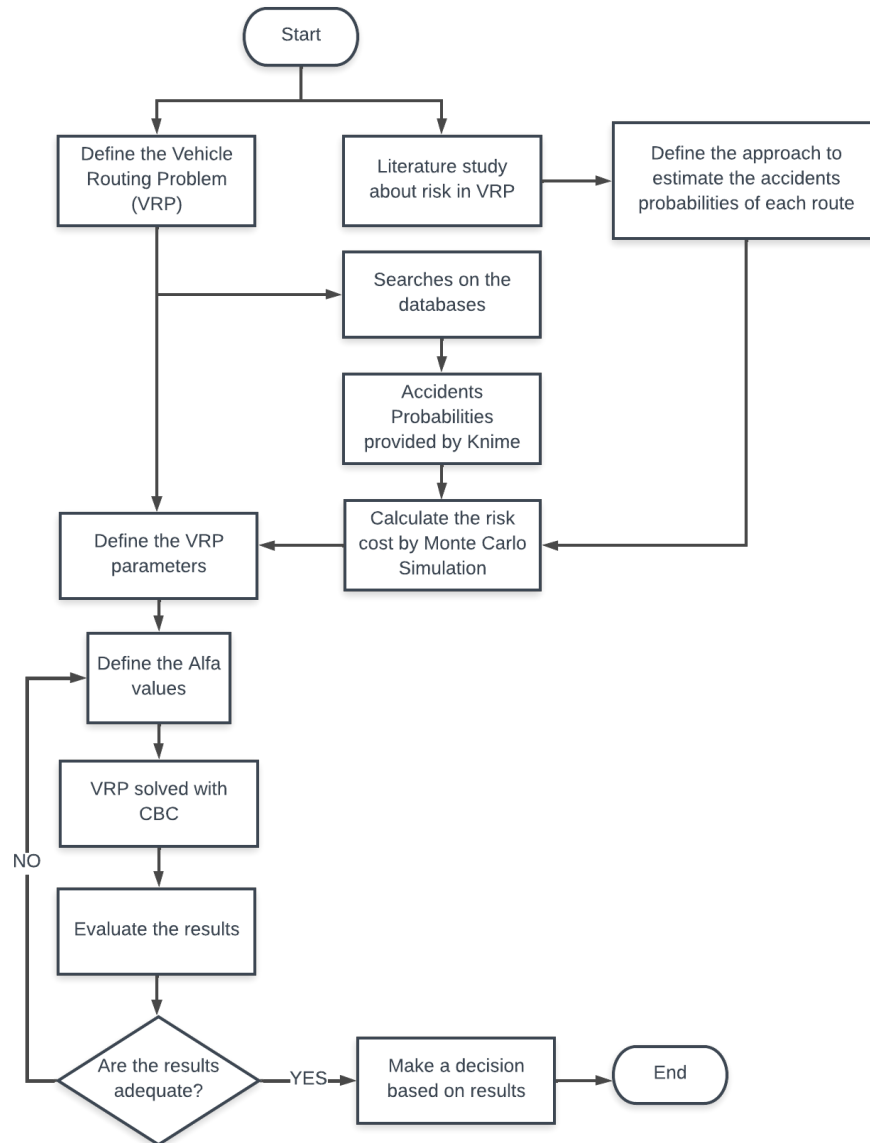 Start
Define the Vehicle
Routing Problem
(VRP)
Literature study
about risk in VRP
Define the approach to
estimate the accidents
probabilities of each route
Searches on the
databases
Accidents
Probabilities
provided by Knime
Calculate the risk
cost by Monte Carlo
Simulation
Define the VRP
parameters
Define the Alfa
values
VRP solved with
CBC
NO
Evaluate the results
Are the results
adequate?
YES
Make a decision
based on results
End